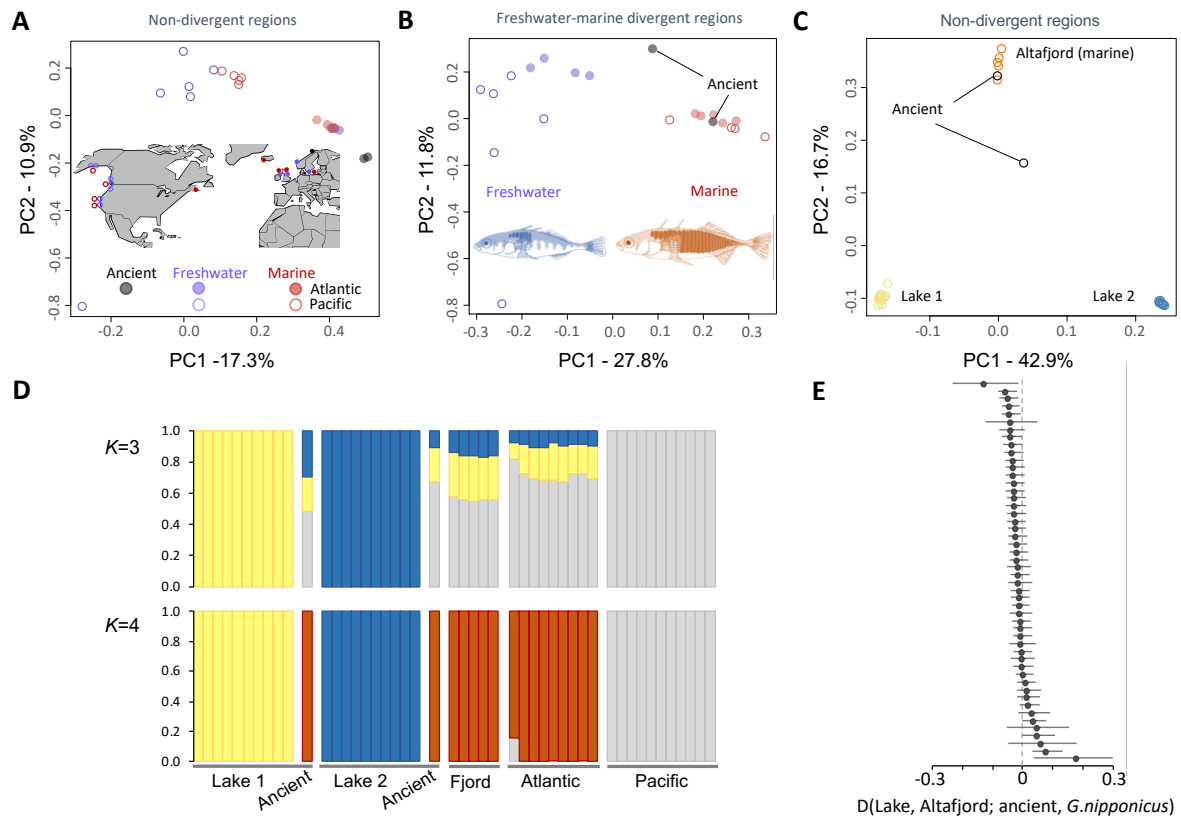 A
Non-divergent regions
PC2 - 10.9%
0.2
0.0
-0.2
-0.4
-0.6
-0.8
Ancient
Freshwater
Marine
Atlantic
Pacific
-0.2
0.0
0.2
0.4
PC1 -17.3%
B
Freshwater-marine divergent regions
PC2 - 11.8%
0.2
0.0
-0.2
-0.4
-0.6
-0.8
Ancient
Freshwater
Marine
-0.3
-0.2
-0.1
0.0
0.1
0.2
0.3
PC1 - 27.8%
C
Non-divergent regions
PC2 - 16.7%
0.3
0.2
0.1
0.0
-0.1
Altafjord (marine)
Ancient
Lake 1
Lake 2
-0.1
0.0
0.1
0.2
PC1 - 42.9%
D
K=3
1.0
0.8
0.6
0.4
0.2
0.0
K=4
1.0
0.8
0.6
0.4
0.2
0.0
Lake 1
Ancient
Lake 2
Ancient
Fjord
Atlantic
Pacific
E
-0.3
0
0.3
D(Lake, Altafjord; ancient, G.nipponicus)